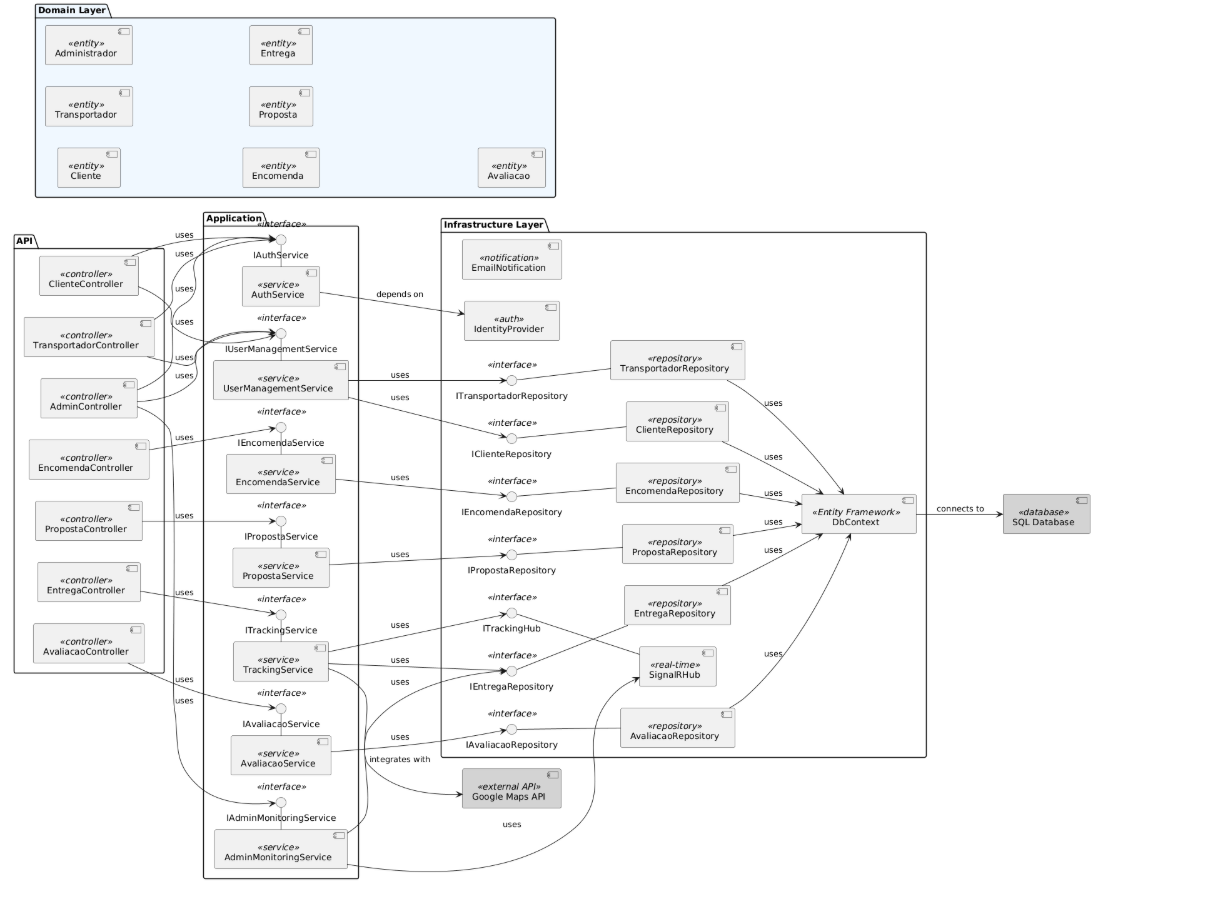 Domain Layer
«entity»
Administrador
«entity»
Entrega
«entity»
Transportador
«entity»
Proposta
«entity»
Cliente
«entity»
Encomenda
«entity»
Avaliacao
API
«controller»
ClienteController
«controller»
TransportadorController
«controller»
AdminController
«controller»
EncomendaController
«controller»
PropostaController
«controller»
EntregaController
«controller»
AvaliacaoController
uses
uses
uses
uses
uses
uses
uses
uses
uses
uses
uses
Application
«interface»
IAuthService
«service»
AuthService
«interface»
IUserManagementService
«service»
UserManagementService
«interface»
IEncomendaService
«service»
EncomendaService
«interface»
IPropostaService
«service»
PropostaService
«interface»
ITrackingService
«service»
TrackingService
«interface»
IAvaliacaoService
«service»
AvaliacaoService
«interface»
IAdminMonitoringService
«service»
AdminMonitoringService
depends on
uses
uses
uses
uses
uses
uses
uses
uses
integrates with
uses
Infrastructure Layer
«notification»
EmailNotification
«auth»
IdentityProvider
«interface»
ITransportadorRepository
«interface»
IClienteRepository
«interface»
IEncomendaRepository
«interface»
IPropostaRepository
«interface»
ITrackingHub
«interface»
IEntregaRepository
«interface»
IAvaliacaoRepository
«external API»
Google Maps API
«repository»
TransportadorRepository
«repository»
ClienteRepository
«repository»
EncomendaRepository
«repository»
PropostaRepository
«repository»
EntregaRepository
«real-time»
SignalRHub
«repository»
AvaliacaoRepository
uses
uses
uses
uses
uses
uses
«Entity Framework»
DbContext
connects to
«database»
SQL Database